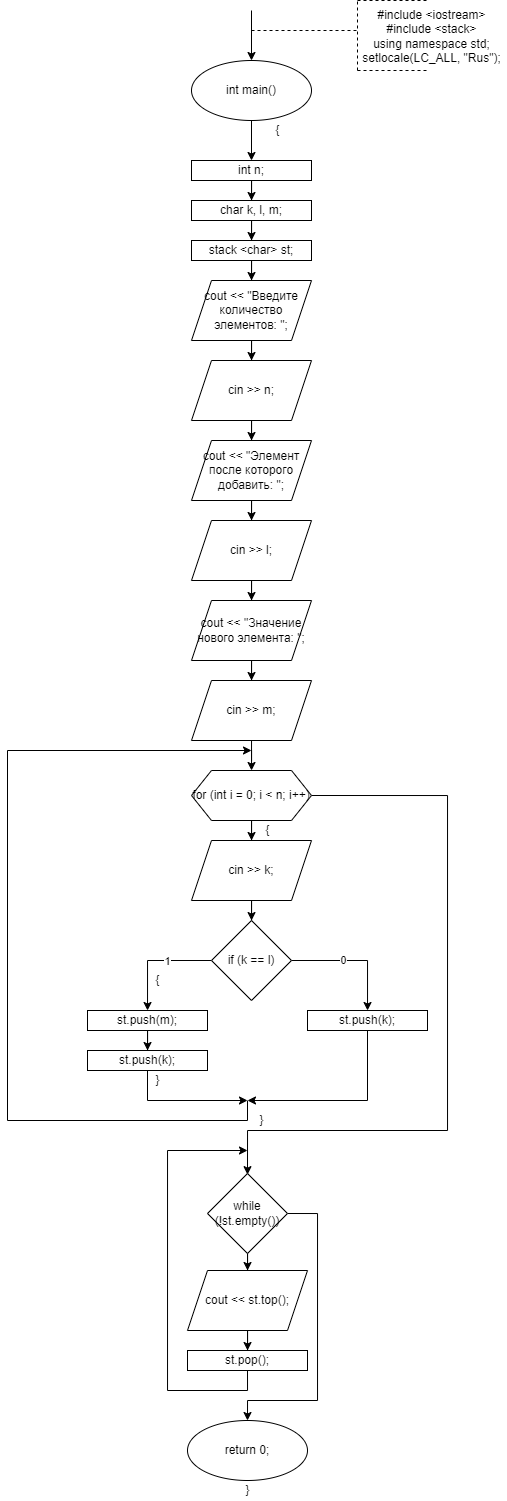 #include <iostream>
#include <stack>
using namespace std;
setlocale(LC_ALL, "Rus");
int main()
{
int n;
char k, l, m;
stack <char> st;
cout << "Введите
количество
элементов: ";
cin >> n;
cout << "Элемент
после которого
добавить: ";
cin >> l;
cout << "Значение
нового элемента: ";
cin >> m;
for (int i = 0; i < n; i++)
{
cin >> k;
if (k == l)
1
0
{
st.push(m);
st.push(k);
st.push(k);
}
}
while
(!st.empty())
cout << st.top();
st.pop();
return 0;
}